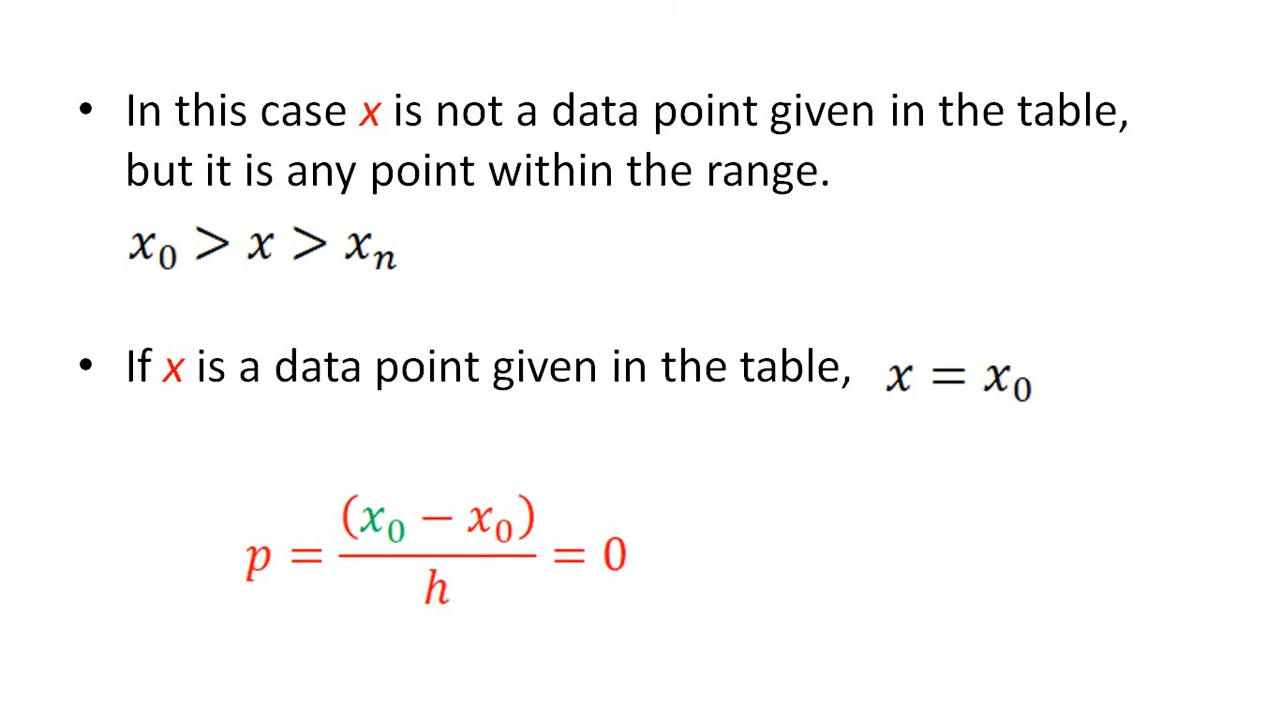 • In this case x is not a data point given in the table,
but it is any point within the range.
x₀ > x > xₙ
• If x is a data point given in the table, x = x₀
p = (x₀ − x₀) / h = 0